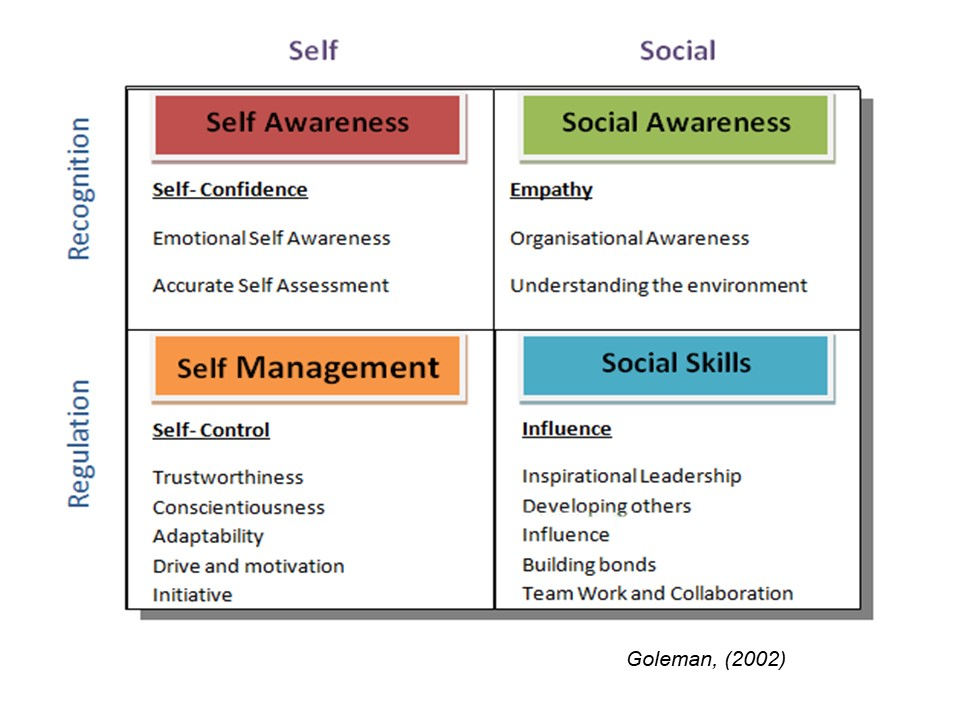 Self
Social
Recognition
Self Awareness
Self- Confidence
Emotional Self Awareness
Accurate Self Assessment
Social Awareness
Empathy
Organisational Awareness
Understanding the environment
Regulation
Self Management
Self- Control
Trustworthiness
Conscientiousness
Adaptability
Drive and motivation
Initiative
Social Skills
Influence
Inspirational Leadership
Developing others
Influence
Building bonds
Team Work and Collaboration
Goleman, (2002)